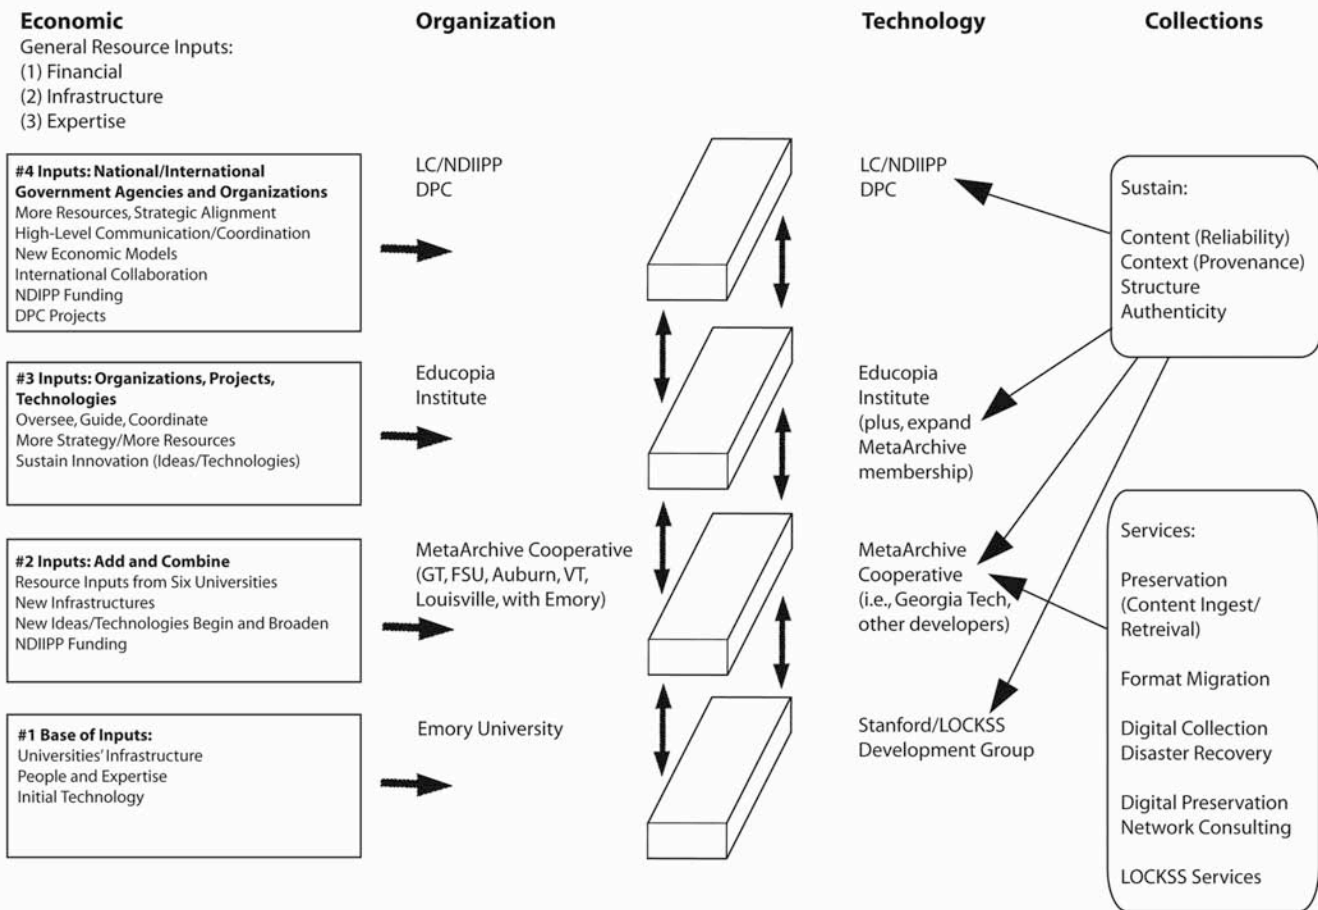 Economic
General Resource Inputs:
(1) Financial
(2) Infrastructure
(3) Expertise
Organization
Technology
Collections
#4 Inputs: National/International
Government Agencies and Organizations
More Resources, Strategic Alignment
High-Level Communication/Coordination
New Economic Models
International Collaboration
NDIPP Funding
DPC Projects
LC/NDIIPP
DPC
LC/NDIIPP
DPC
Sustain:
Content (Reliability)
Context (Provenance)
Structure
Authenticity
#3 Inputs: Organizations, Projects,
Technologies
Oversee, Guide, Coordinate
More Strategy/More Resources
Sustain Innovation (Ideas/Technologies)
Educopia
Institute
Educopia
Institute
(plus, expand
MetaArchive
membership)
#2 Inputs: Add and Combine
Resource Inputs from Six Universities
New Infrastructures
New Ideas/Technologies Begin and Broaden
NDIIPP Funding
MetaArchive Cooperative
(GT, FSU, Auburn, VT,
Louisville, with Emory)
MetaArchive
Cooperative
(i.e., Georgia Tech,
other developers)
Services:
Preservation
(Content Ingest/
Retreival)
Format Migration
Digital Collection
Disaster Recovery
Digital Preservation
Network Consulting
LOCKSS Services
#1 Base of Inputs:
Universities' Infrastructure
People and Expertise
Initial Technology
Emory University
Stanford/LOCKSS
Development Group